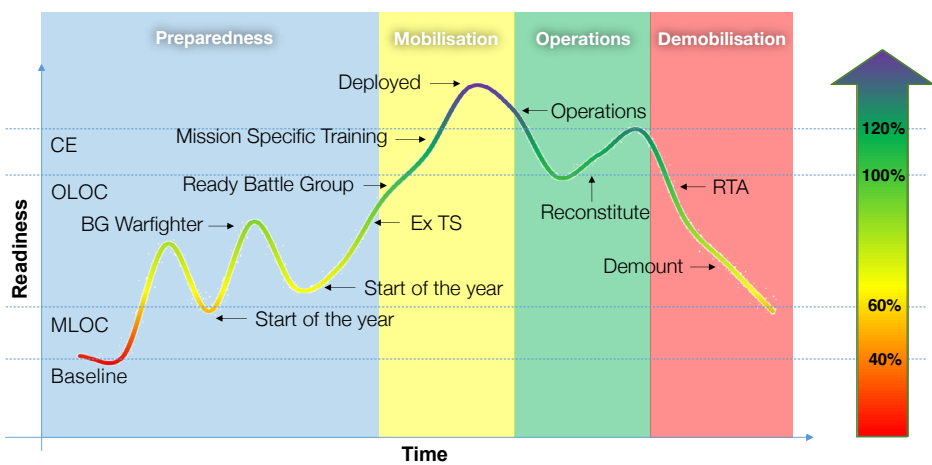 Preparedness
Mobilisation
Operations
Demobilisation
Deployed
Operations
120%
CE
Mission Specific Training
100%
OLOC
Ready Battle Group
RTA
BG Warfighter
Ex TS
Reconstitute
Readiness
Demount
Start of the year
60%
MLOC
Start of the year
40%
Baseline
Time